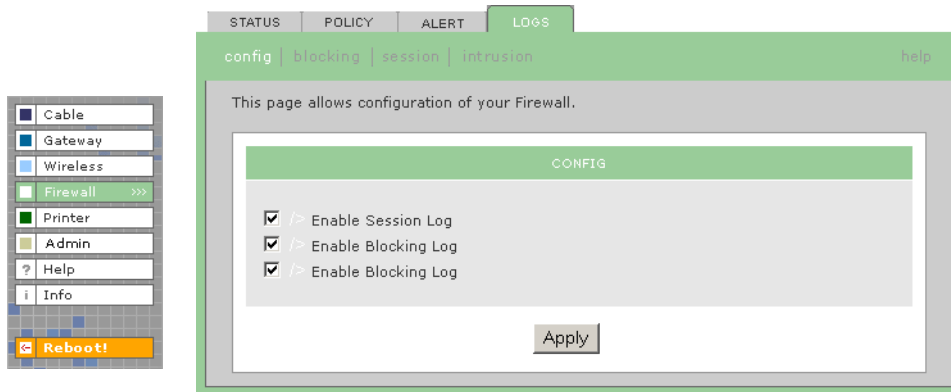 STATUS POLICY ALERT LOGS
config | blocking | session | intrusion help
This page allows configuration of your Firewall.
CONFIG
/> Enable Session Log
/> Enable Blocking Log
/> Enable Blocking Log
Apply
Cable
Gateway
Wireless
Firewall >>>
Printer
Admin
? Help
i Info
Reboot!